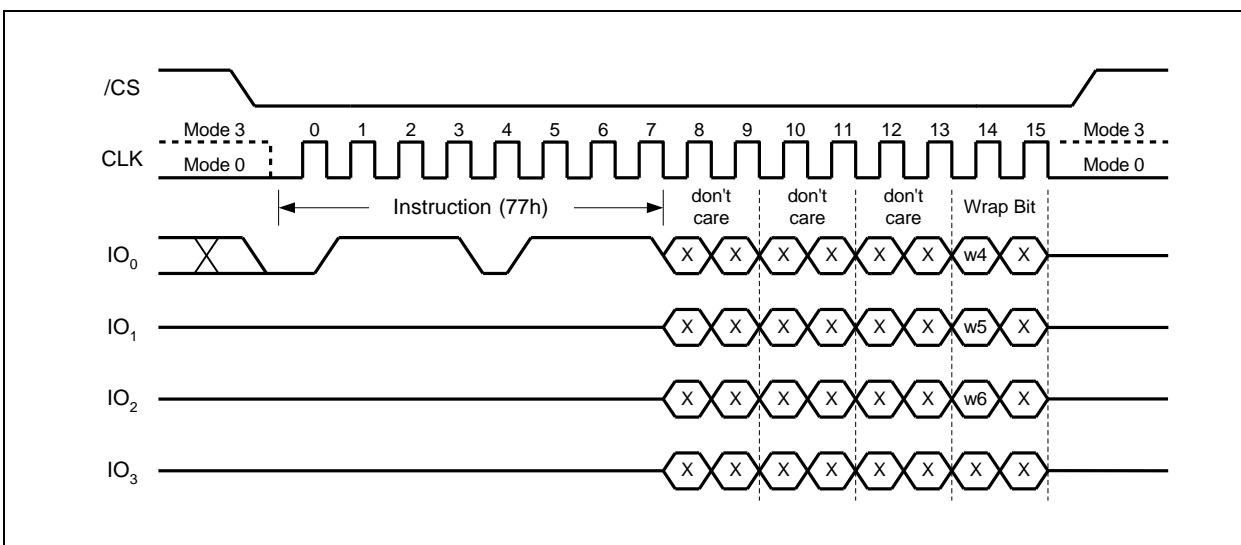 /CS
Mode 3 0 1 2 3 4 5 6 7 8 9 10 11 12 13 14 15 Mode 3
CLK
Mode 0 Mode 0
Instruction (77h) don't care don't care don't care Wrap Bit
IO0 X X X X X X w4 X
IO1 X X X X X X w5 X
IO2 X X X X X X w6 X
IO3 X X X X X X X X